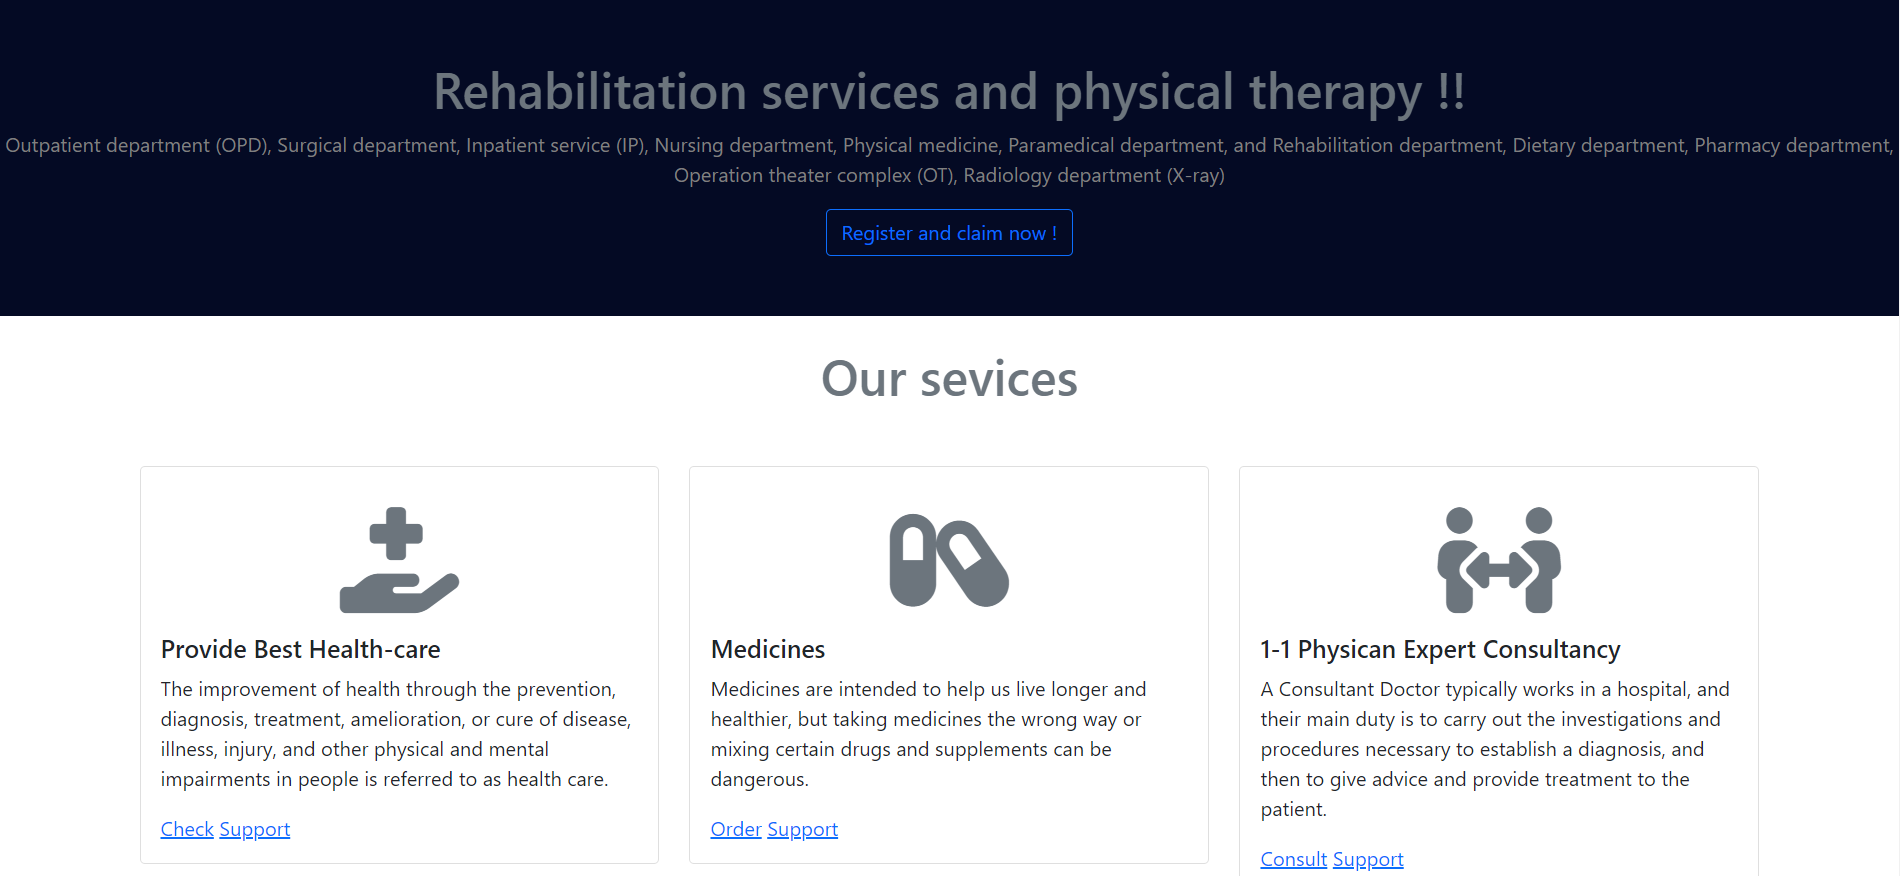 Rehabilitation services and physical therapy !!
Outpatient department (OPD), Surgical department, Inpatient service (IP), Nursing department, Physical medicine, Paramedical department, and Rehabilitation department, Dietary department, Pharmacy department,
Operation theater complex (OT), Radiology department (X-ray)
Register and claim now !
Our sevices
Provide Best Health-care
The improvement of health through the prevention,
diagnosis, treatment, amelioration, or cure of disease,
illness, injury, and other physical and mental
impairments in people is referred to as health care.
Check Support
Medicines
Medicines are intended to help us live longer and
healthier, but taking medicines the wrong way or
mixing certain drugs and supplements can be
dangerous.
Order Support
1-1 Physican Expert Consultancy
A Consultant Doctor typically works in a hospital, and
their main duty is to carry out the investigations and
procedures necessary to establish a diagnosis, and
then to give advice and provide treatment to the
patient.
Consult Support